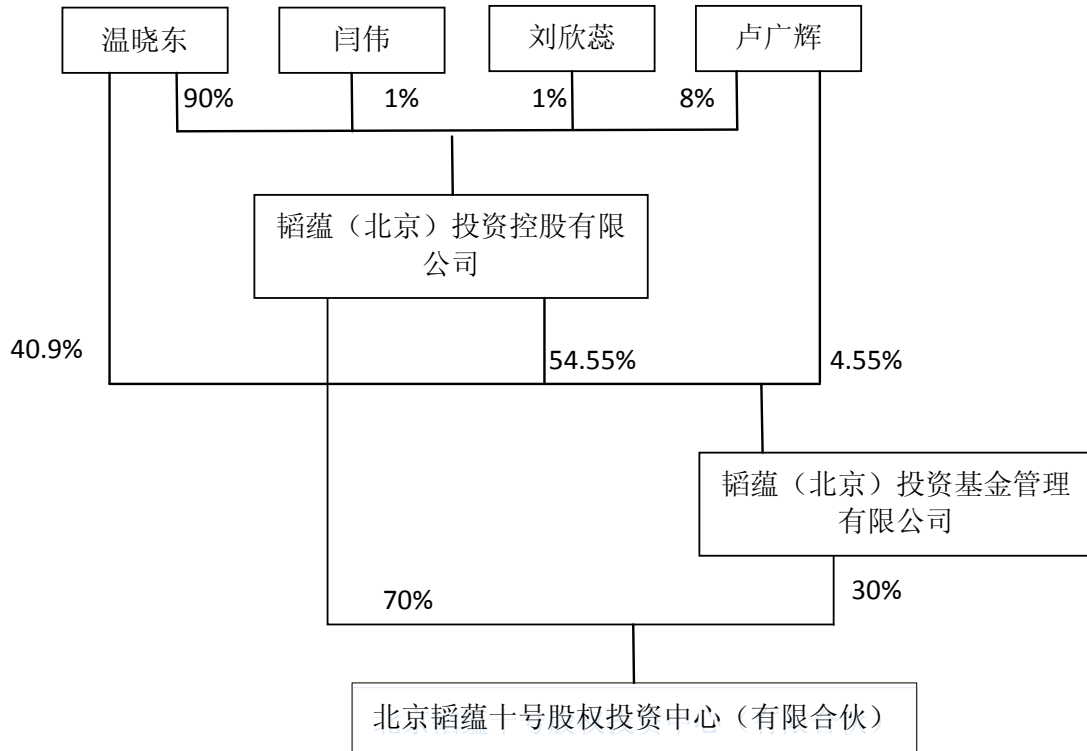 温晓东
闫伟
刘欣蕊
卢广辉
90%
1%
1%
8%
韬蕴（北京）投资控股有限
公司
40.9%
54.55%
4.55%
韬蕴（北京）投资基金管理
有限公司
70%
30%
北京韬蕴十号股权投资中心（有限合伙）